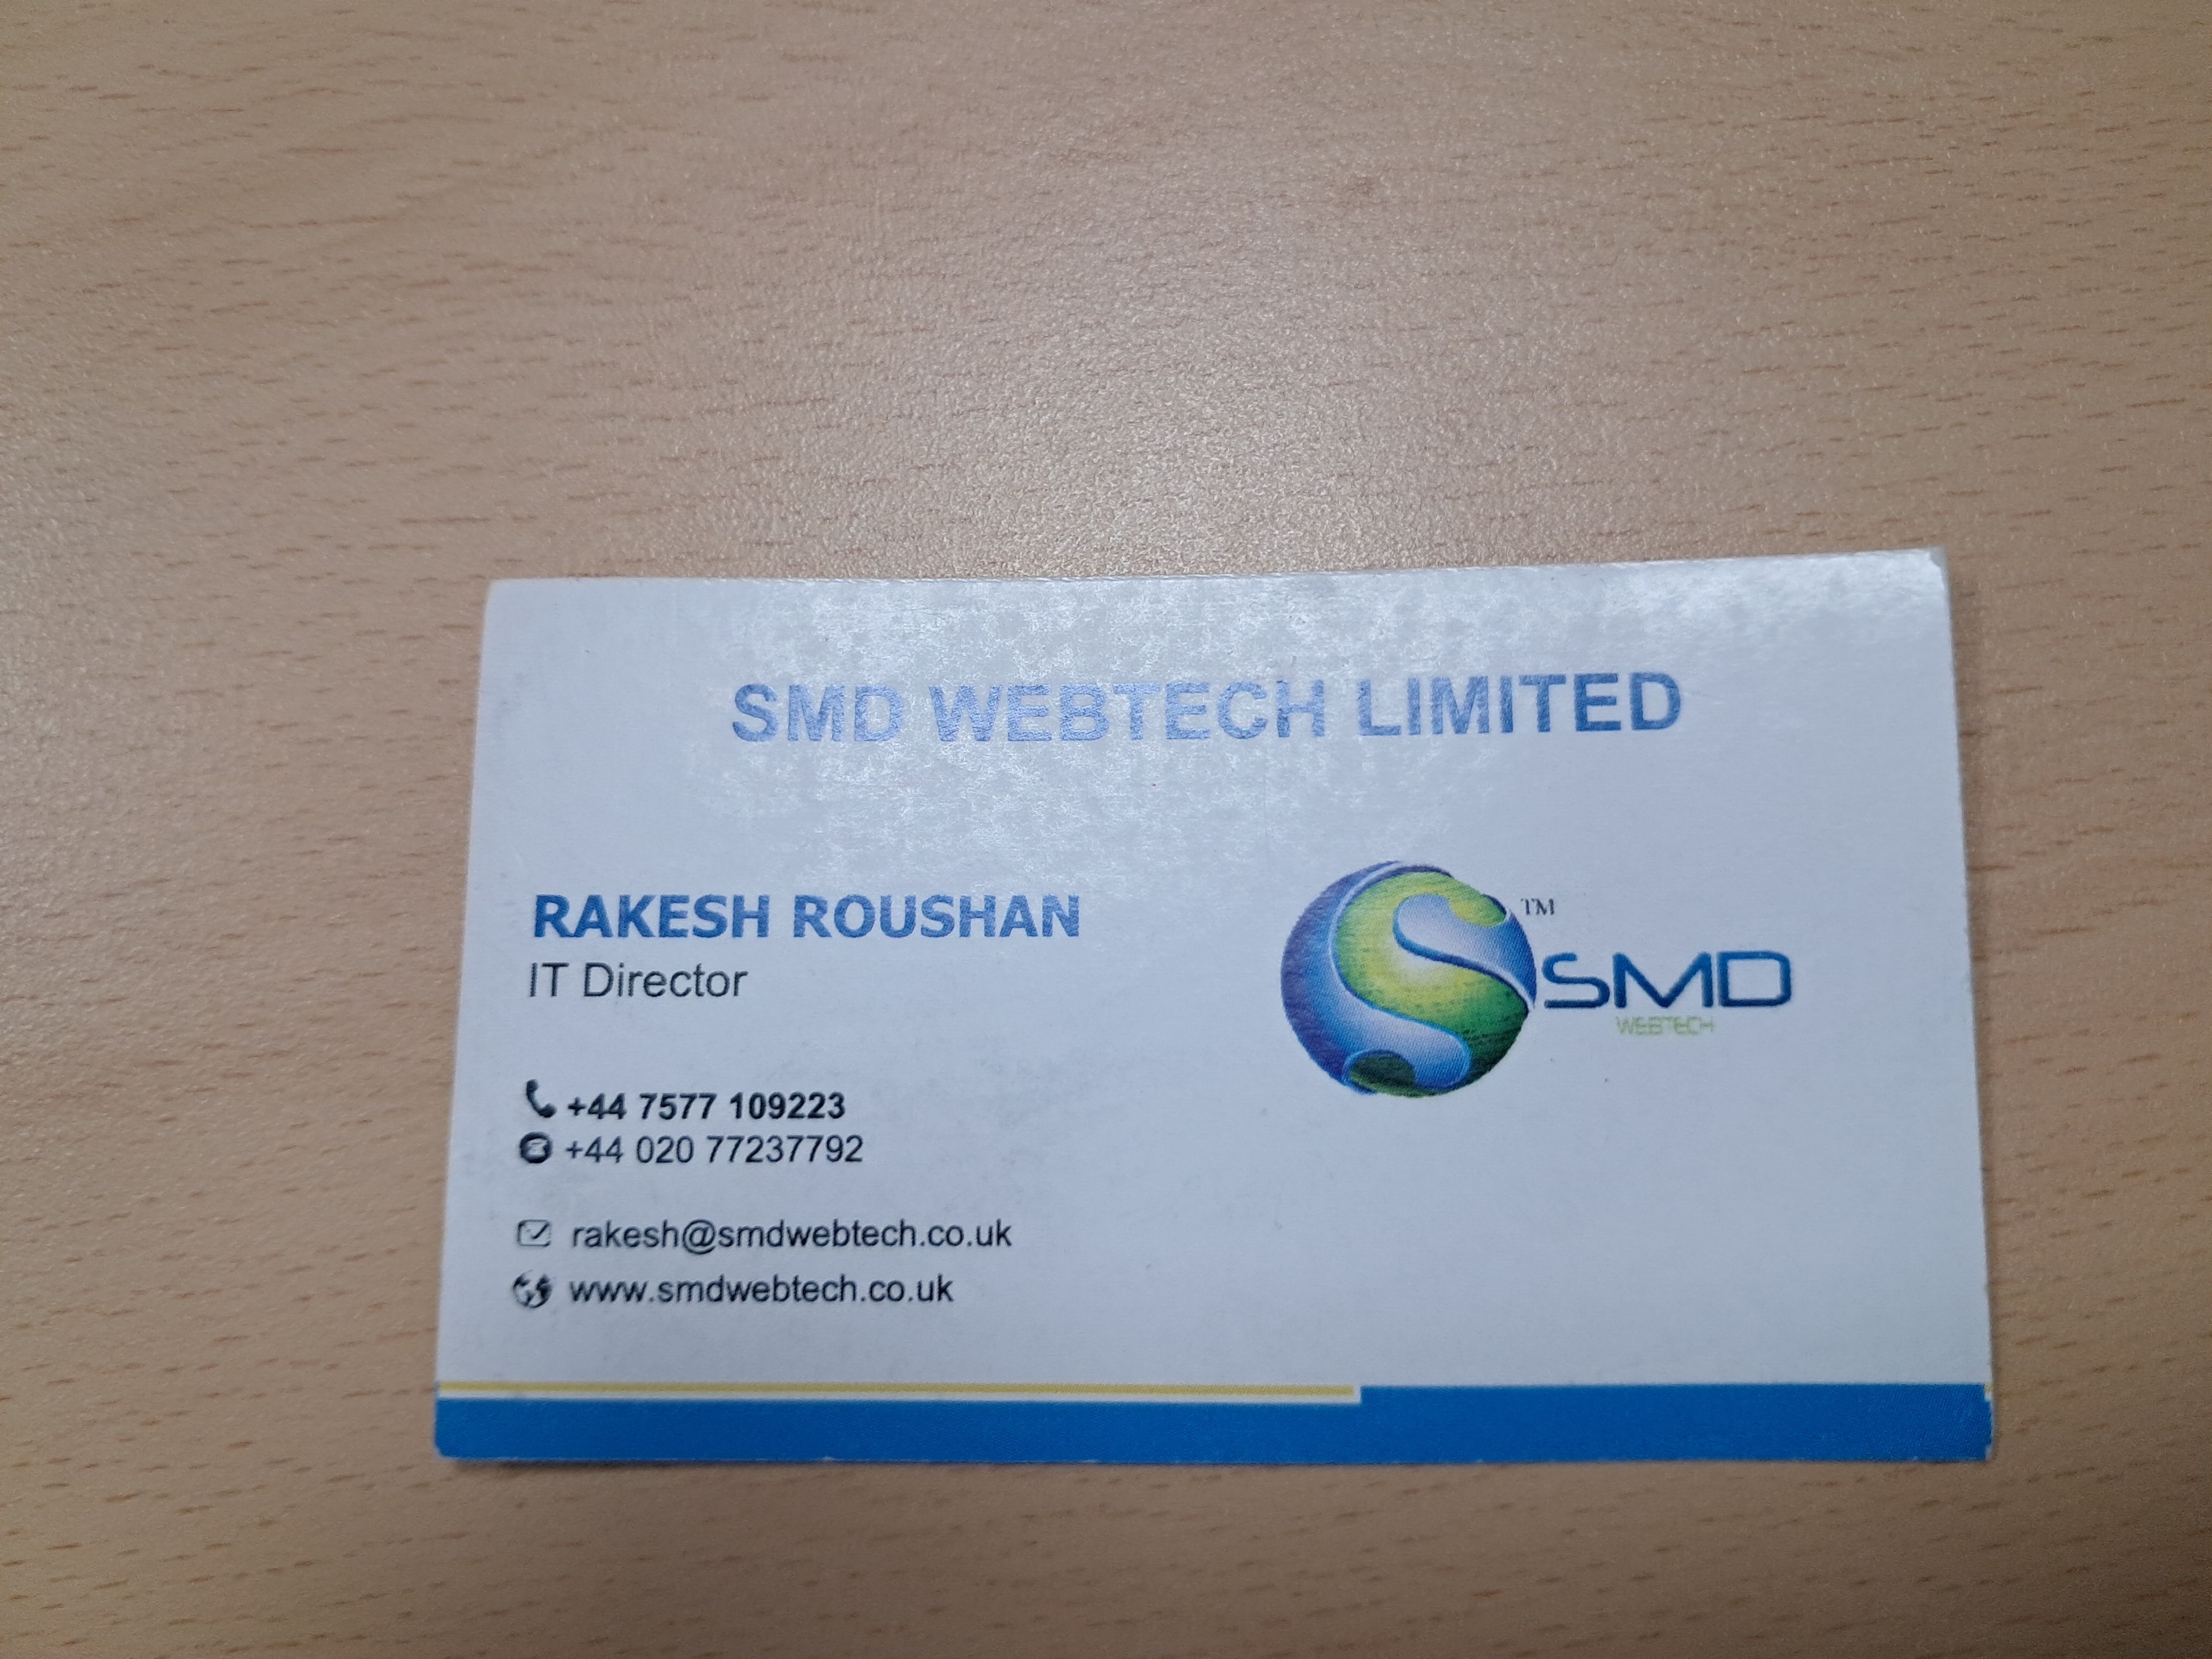 SMD WEBTECH LIMITED
RAKESH ROUSHAN
IT Director
+44 7577 109223
+44 020 77237792
rakesh@smdwebtech.co.uk
www.smdwebtech.co.uk
TM
SMD
WEBTECH